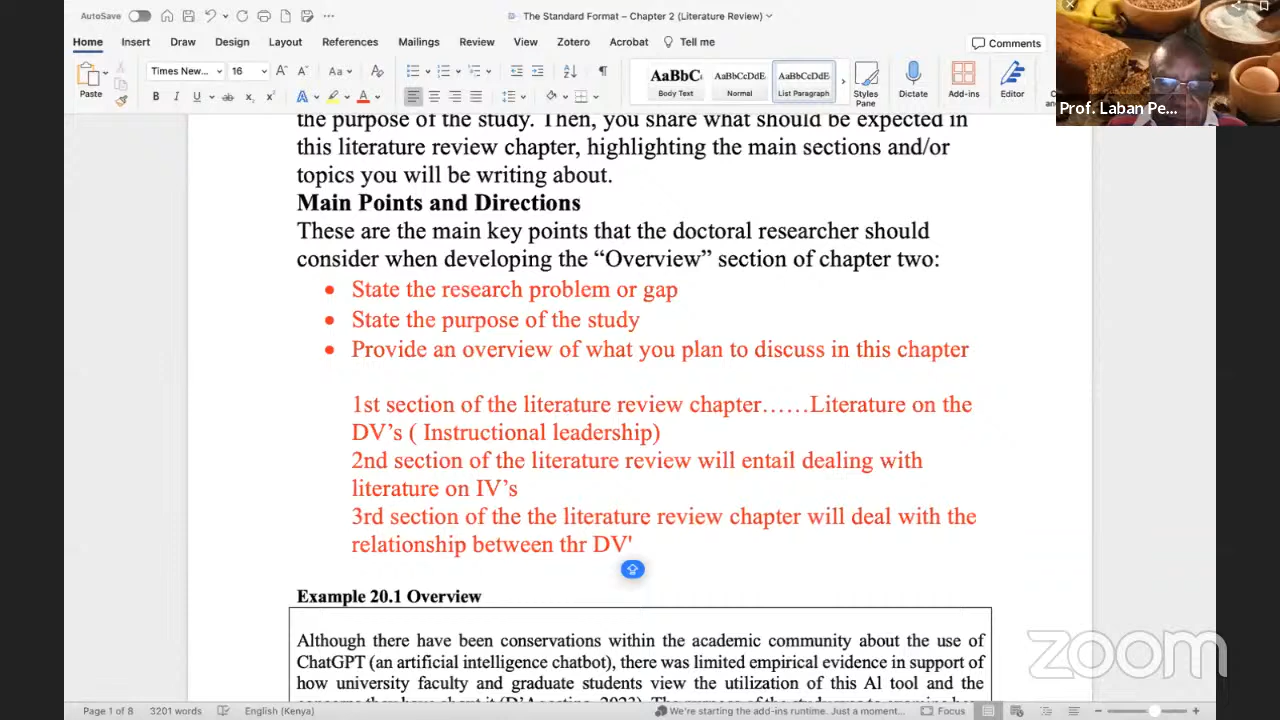 AutoSave
The Standard Format – Chapter 2 (Literature Review)
Home Insert Draw Design Layout References Mailings Review View Zotero Acrobat Tell me
Comments
Paste
Times New... 16
AaBbC AaBbCcDdE AaBbCcDdE
Body Text Normal List Paragraph
Styles Pane
Dictate
Add-ins
Editor
Prof. Laban Pe...
the purpose of the study. Then, you share what should be expected in
this literature review chapter, highlighting the main sections and/or
topics you will be writing about.
Main Points and Directions
These are the main key points that the doctoral researcher should
consider when developing the “Overview” section of chapter two:
• State the research problem or gap
• State the purpose of the study
• Provide an overview of what you plan to discuss in this chapter
1st section of the literature review chapter……Literature on the
DV’s ( Instructional leadership)
2nd section of the literature review will entail dealing with
literature on IV’s
3rd section of the the literature review chapter will deal with the
relationship between thr DV'
Example 20.1 Overview
Although there have been conservations within the academic community about the use of
ChatGPT (an artificial intelligence chatbot), there was limited empirical evidence in support of
how university faculty and graduate students view the utilization of this Al tool and the
zoom
Page 1 of 8 3201 words English (Kenya) We're starting the add-ins runtime. Just a moment... Focus